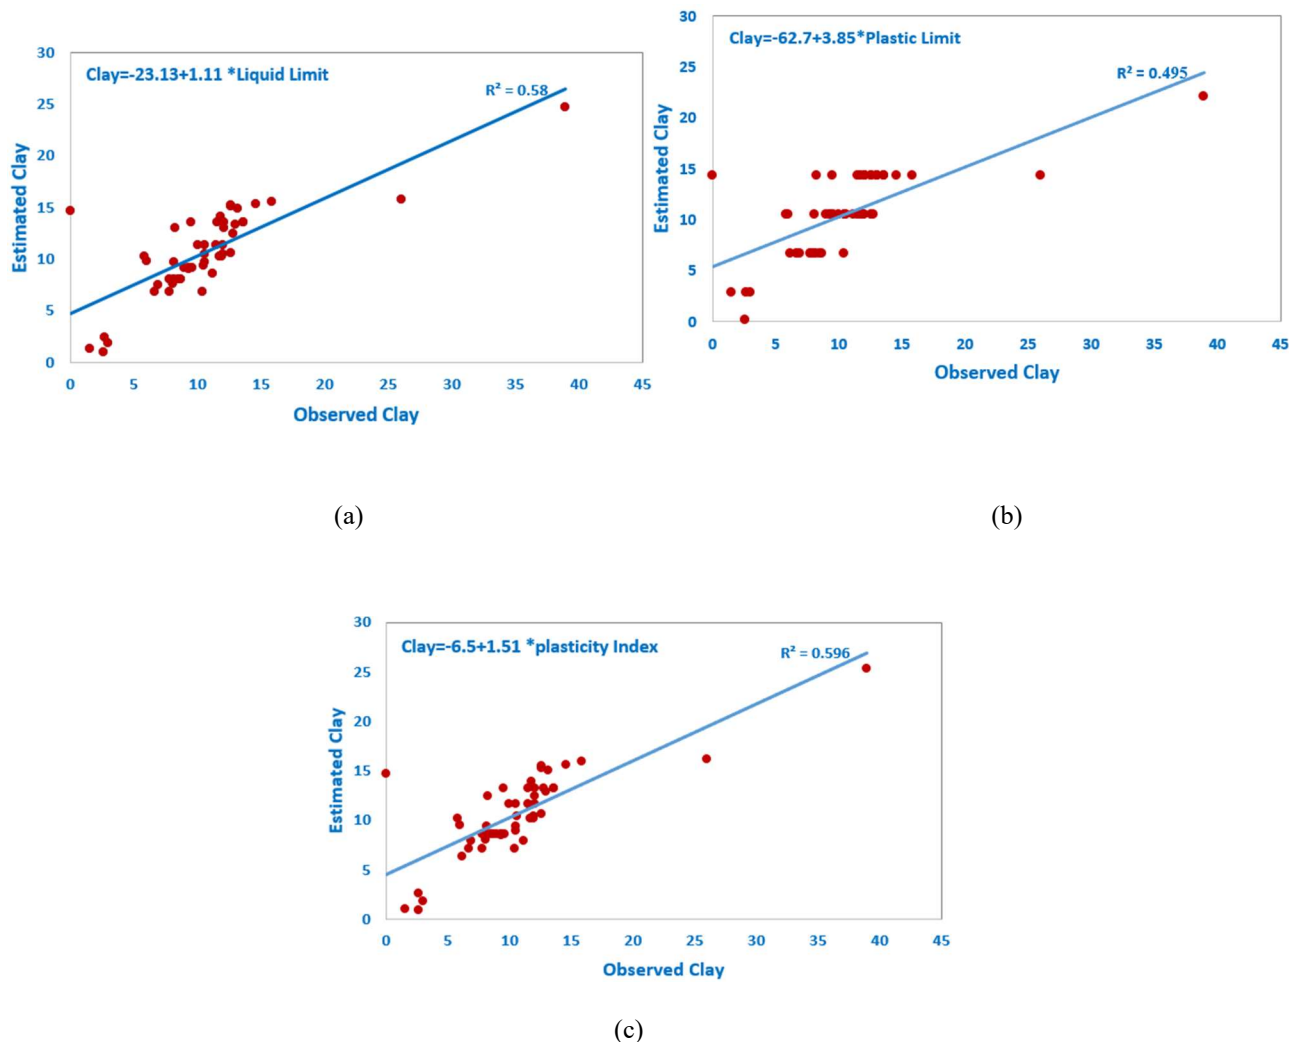 Clay=-23.13+1.11 *Liquid Limit
R² = 0.58
Estimated Clay
30
25
20
15
10
5
0
0 5 10 15 20 25 30 35 40 45
Observed Clay
(a)
Clay=-62.7+3.85*Plastic Limit
R² = 0.495
Estimated Clay
30
25
20
15
10
5
0
0 5 10 15 20 25 30 35 40 45
Observed Clay
(b)
Clay=-6.5+1.51 *plasticity Index
R² = 0.596
Estimated Clay
30
25
20
15
10
5
0
0 5 10 15 20 25 30 35 40 45
Observed Clay
(c)